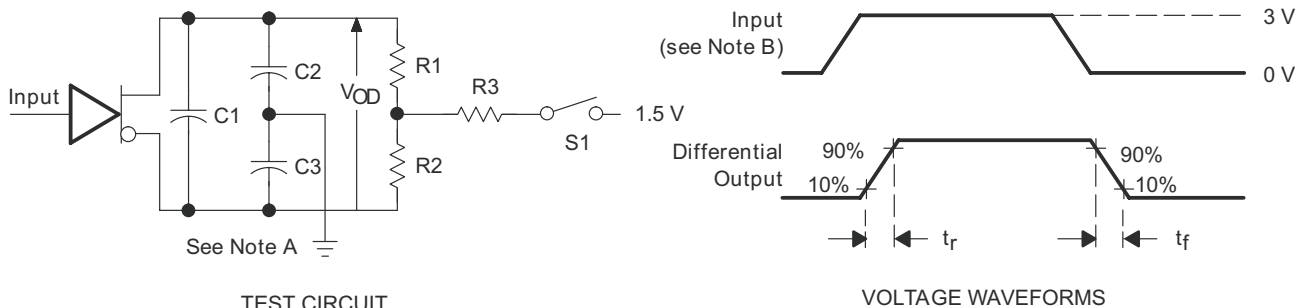 Input
C1
C2
C3
VOD
R1
R2
R3
S1
1.5 V
See Note A
TEST CIRCUIT
Input
(see Note B)
3 V
0 V
Differential
Output
90%
10%
90%
10%
tr
tf
VOLTAGE WAVEFORMS